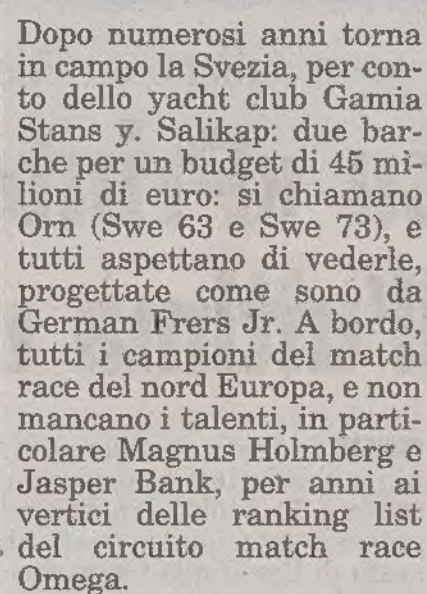 Dopo numerosi anni torna
in campo la Svezia, per con-
to dello yacht club Gamia
Stans y. Salikap: due bar-
che per un budget di 45 mi-
lioni di euro: si chiamano
Orn (Swe 63 e Swe 73), e
tutti aspettano di vederle,
progettate come sono da
German Frers Jr. A bordo,
tutti i campioni del match
race del nord Europa, e non
mancano i talenti, in parti-
colare Magnus Holmberg e
Jasper Bank, per anni ai
vertici delle ranking list
del circuito match race
Omega.